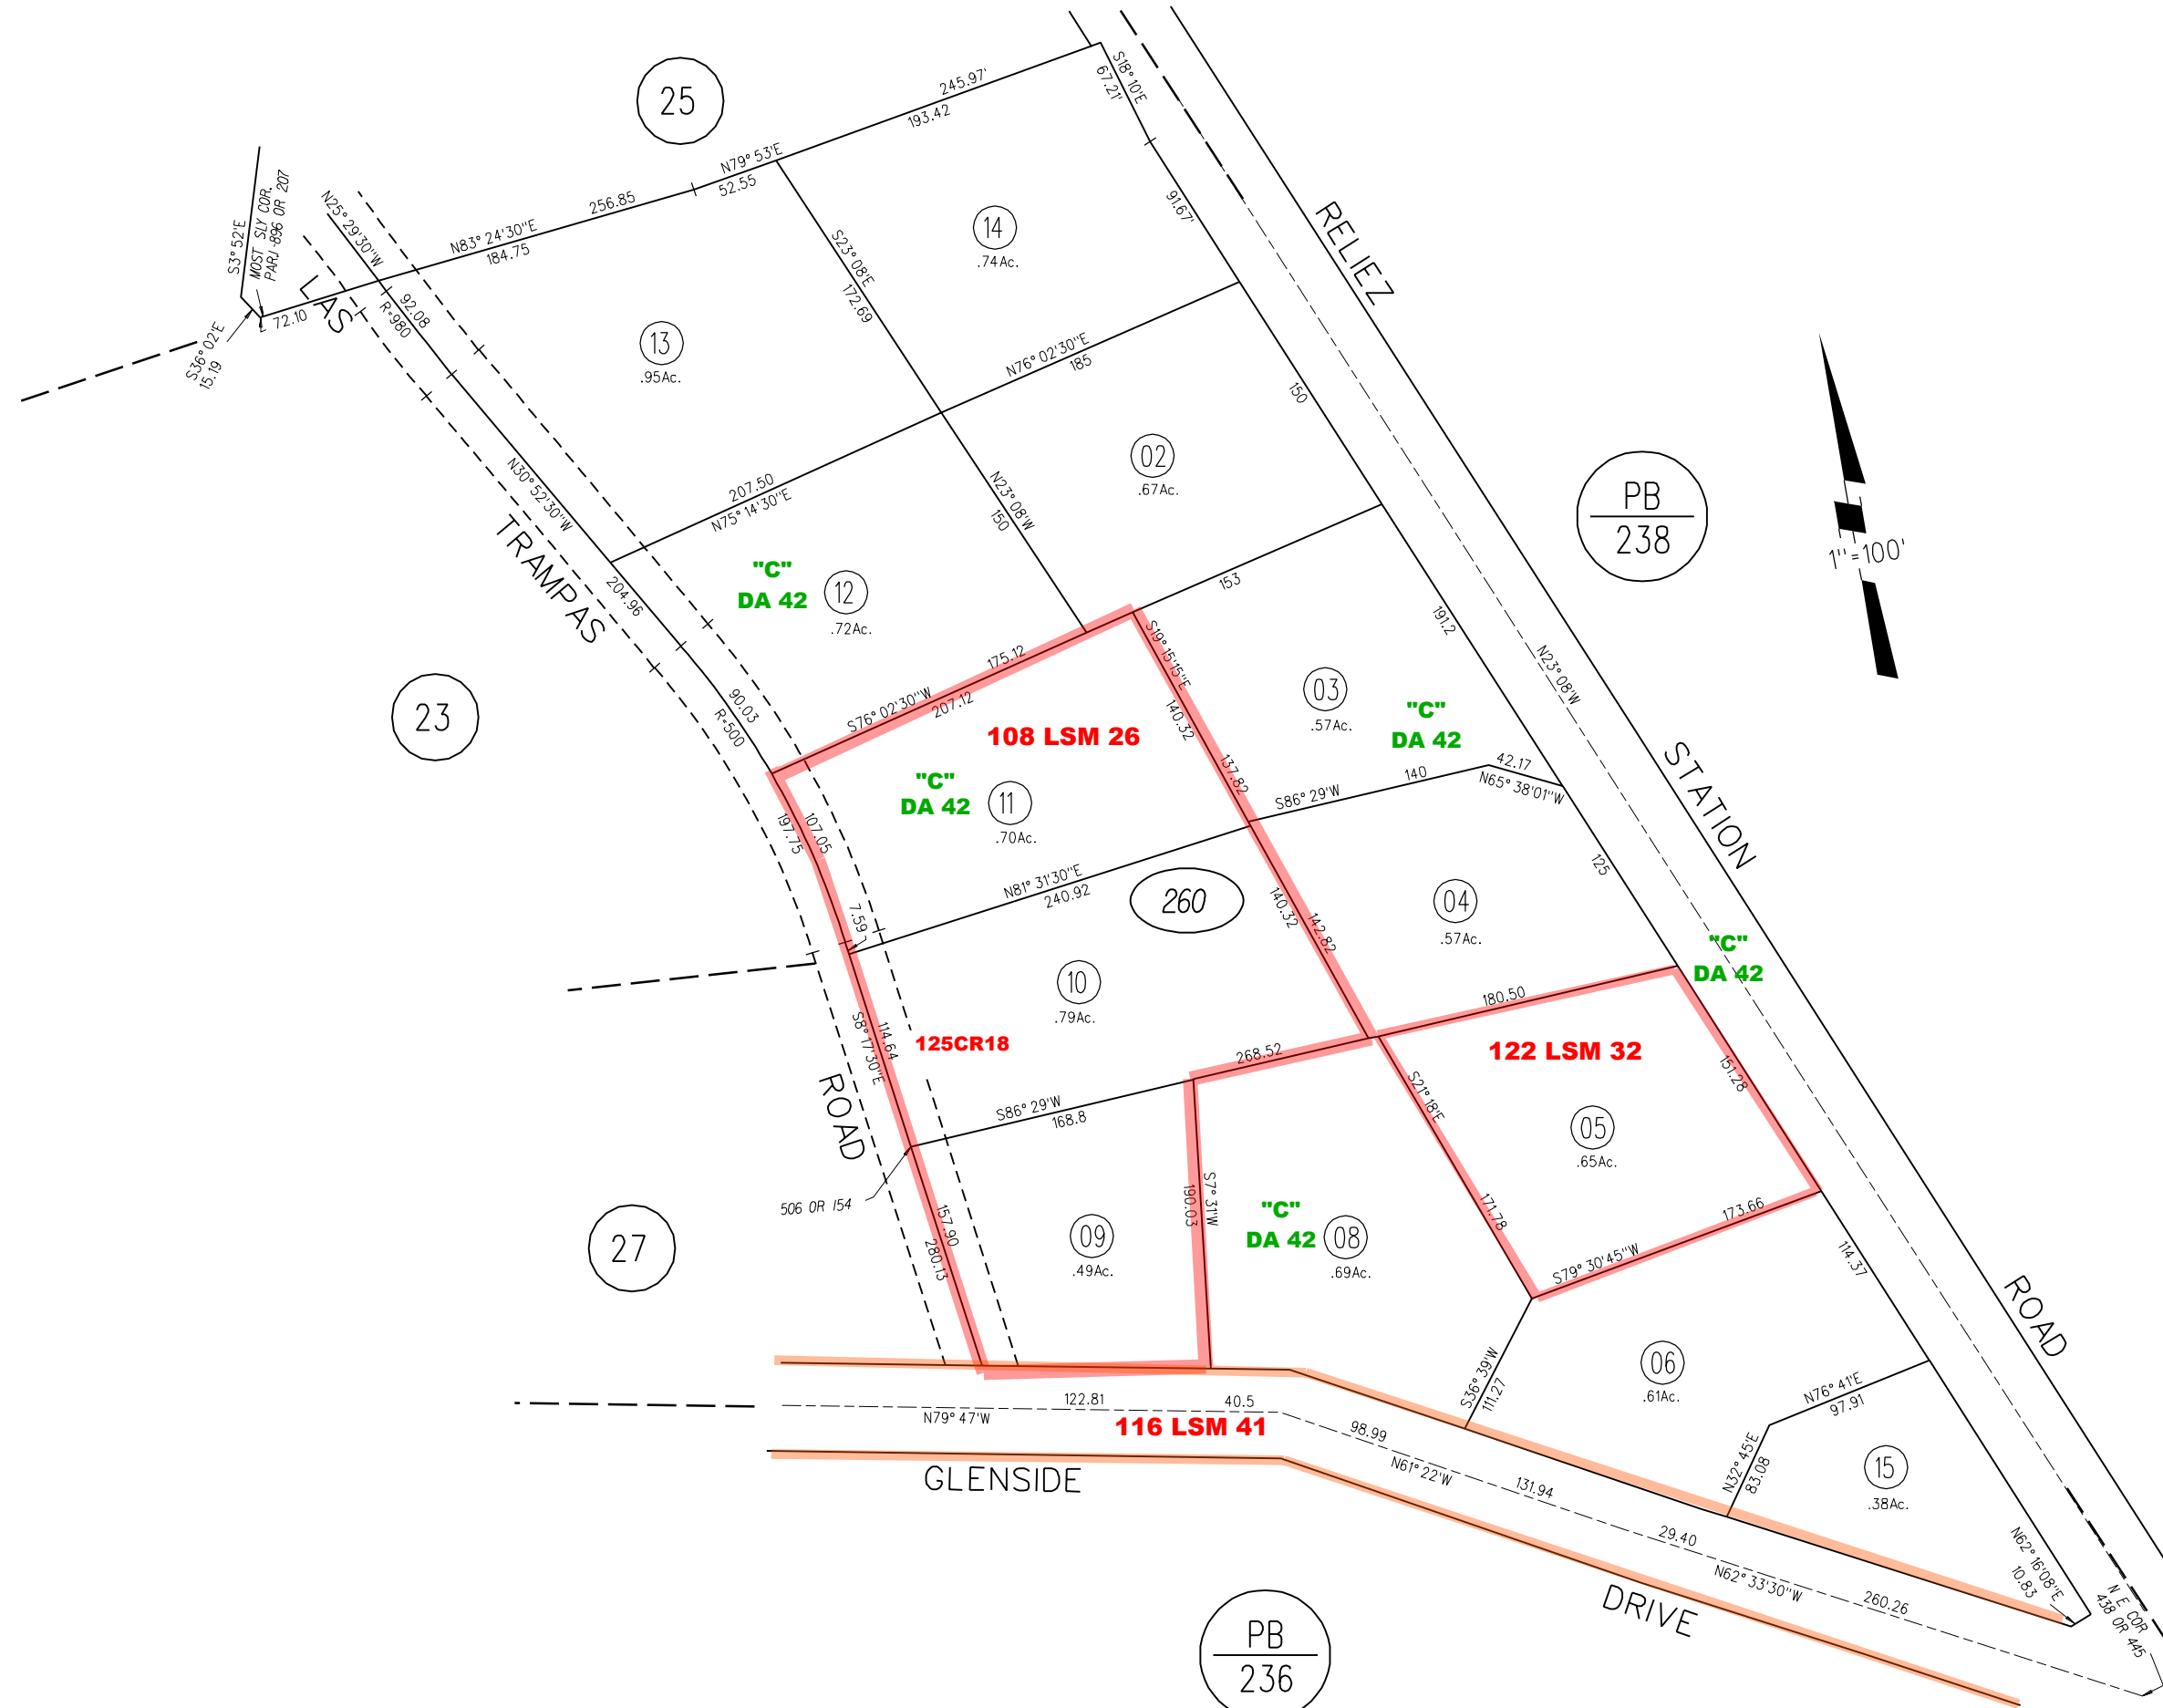 25
S18° 10'E
67.21'
245.97'
193.42
N79° 53'E
52.55
256.85
N83° 24'30"E
184.75
S3° 52'E
MOST SLY COR.
PARJ -896 OR 207
N25° 29'30"W
72.10
S36° 02'E
15.19
92.08
R=980
LAS
TRAMPAS
ROAD
14
.74Ac.
91.67'
S23° 08'E
172.69
13
.95Ac.
N76° 02'30"E
185
150
RELIEZ
STATION
ROAD
N30° 52'30"W
207.50
N75° 14'30"E
02
.67Ac.
N23° 08'W
150
PB
238
1" = 100'
"C"
DA 42
12
.72Ac.
204.96
153
191.2
N23° 08'W
23
90.03
R=500
175.12
S76° 02'30"W
207.12
S19° 15'15"E
140.32
137.82
03
.57Ac.
"C"
DA 42
108 LSM 26
"C"
DA 42
11
.70Ac.
107.05
197.75
S86° 29'W
140
42.17
N65° 38'01"W
125
N81° 31'30"E
240.92
260
140.32
142.82
04
.57Ac.
7.59
"C"
DA 42
10
.79Ac.
180.50
125CR18
114.64
S8° 17'30"E
268.52
122 LSM 32
151.28
S86° 29'W
168.8
S21° 18'E
171.78
05
.65Ac.
506 OR 154
S7° 31'W
190.03
"C"
DA 42
08
.69Ac.
173.66
S79° 30'45"W
27
157.90
280.13
09
.49Ac.
114.37
S36° 39'W
111.27
06
.61Ac.
N76° 41'E
97.91
122.81
40.5
N79° 47'W
116 LSM 41
98.99
N61° 22'W
131.94
N32° 45'E
83.08
15
.38Ac.
GLENSIDE
DRIVE
29.40
N62° 33'30"W
260.26
N62° 16'08"E
10.83
N E COR
438 OR 445
PB
236